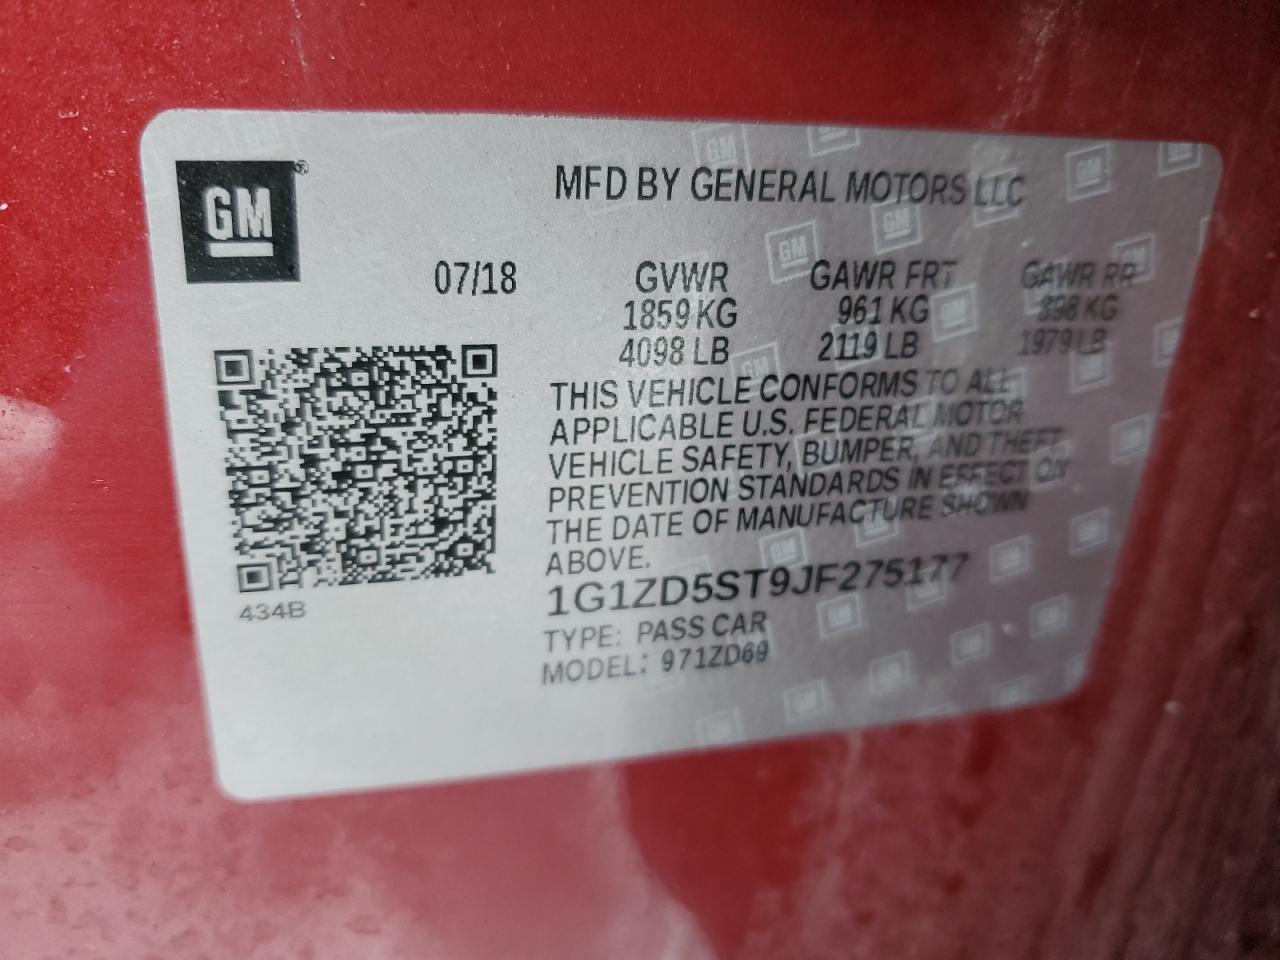 GM®
MFD BY GENERAL MOTORS LLC
07/18 GVWR GAWR FRT GAWR RR
1859 KG 961 KG 898 KG
4098 LB 2119 LB 1979 LB
THIS VEHICLE CONFORMS TO ALL
APPLICABLE U.S. FEDERAL MOTOR
VEHICLE SAFETY, BUMPER, AND THEFT
PREVENTION STANDARDS IN EFFECT ON
THE DATE OF MANUFACTURE SHOWN
ABOVE.
1G1ZD5ST9JF275177
434B
TYPE: PASS CAR
MODEL: 971ZD69